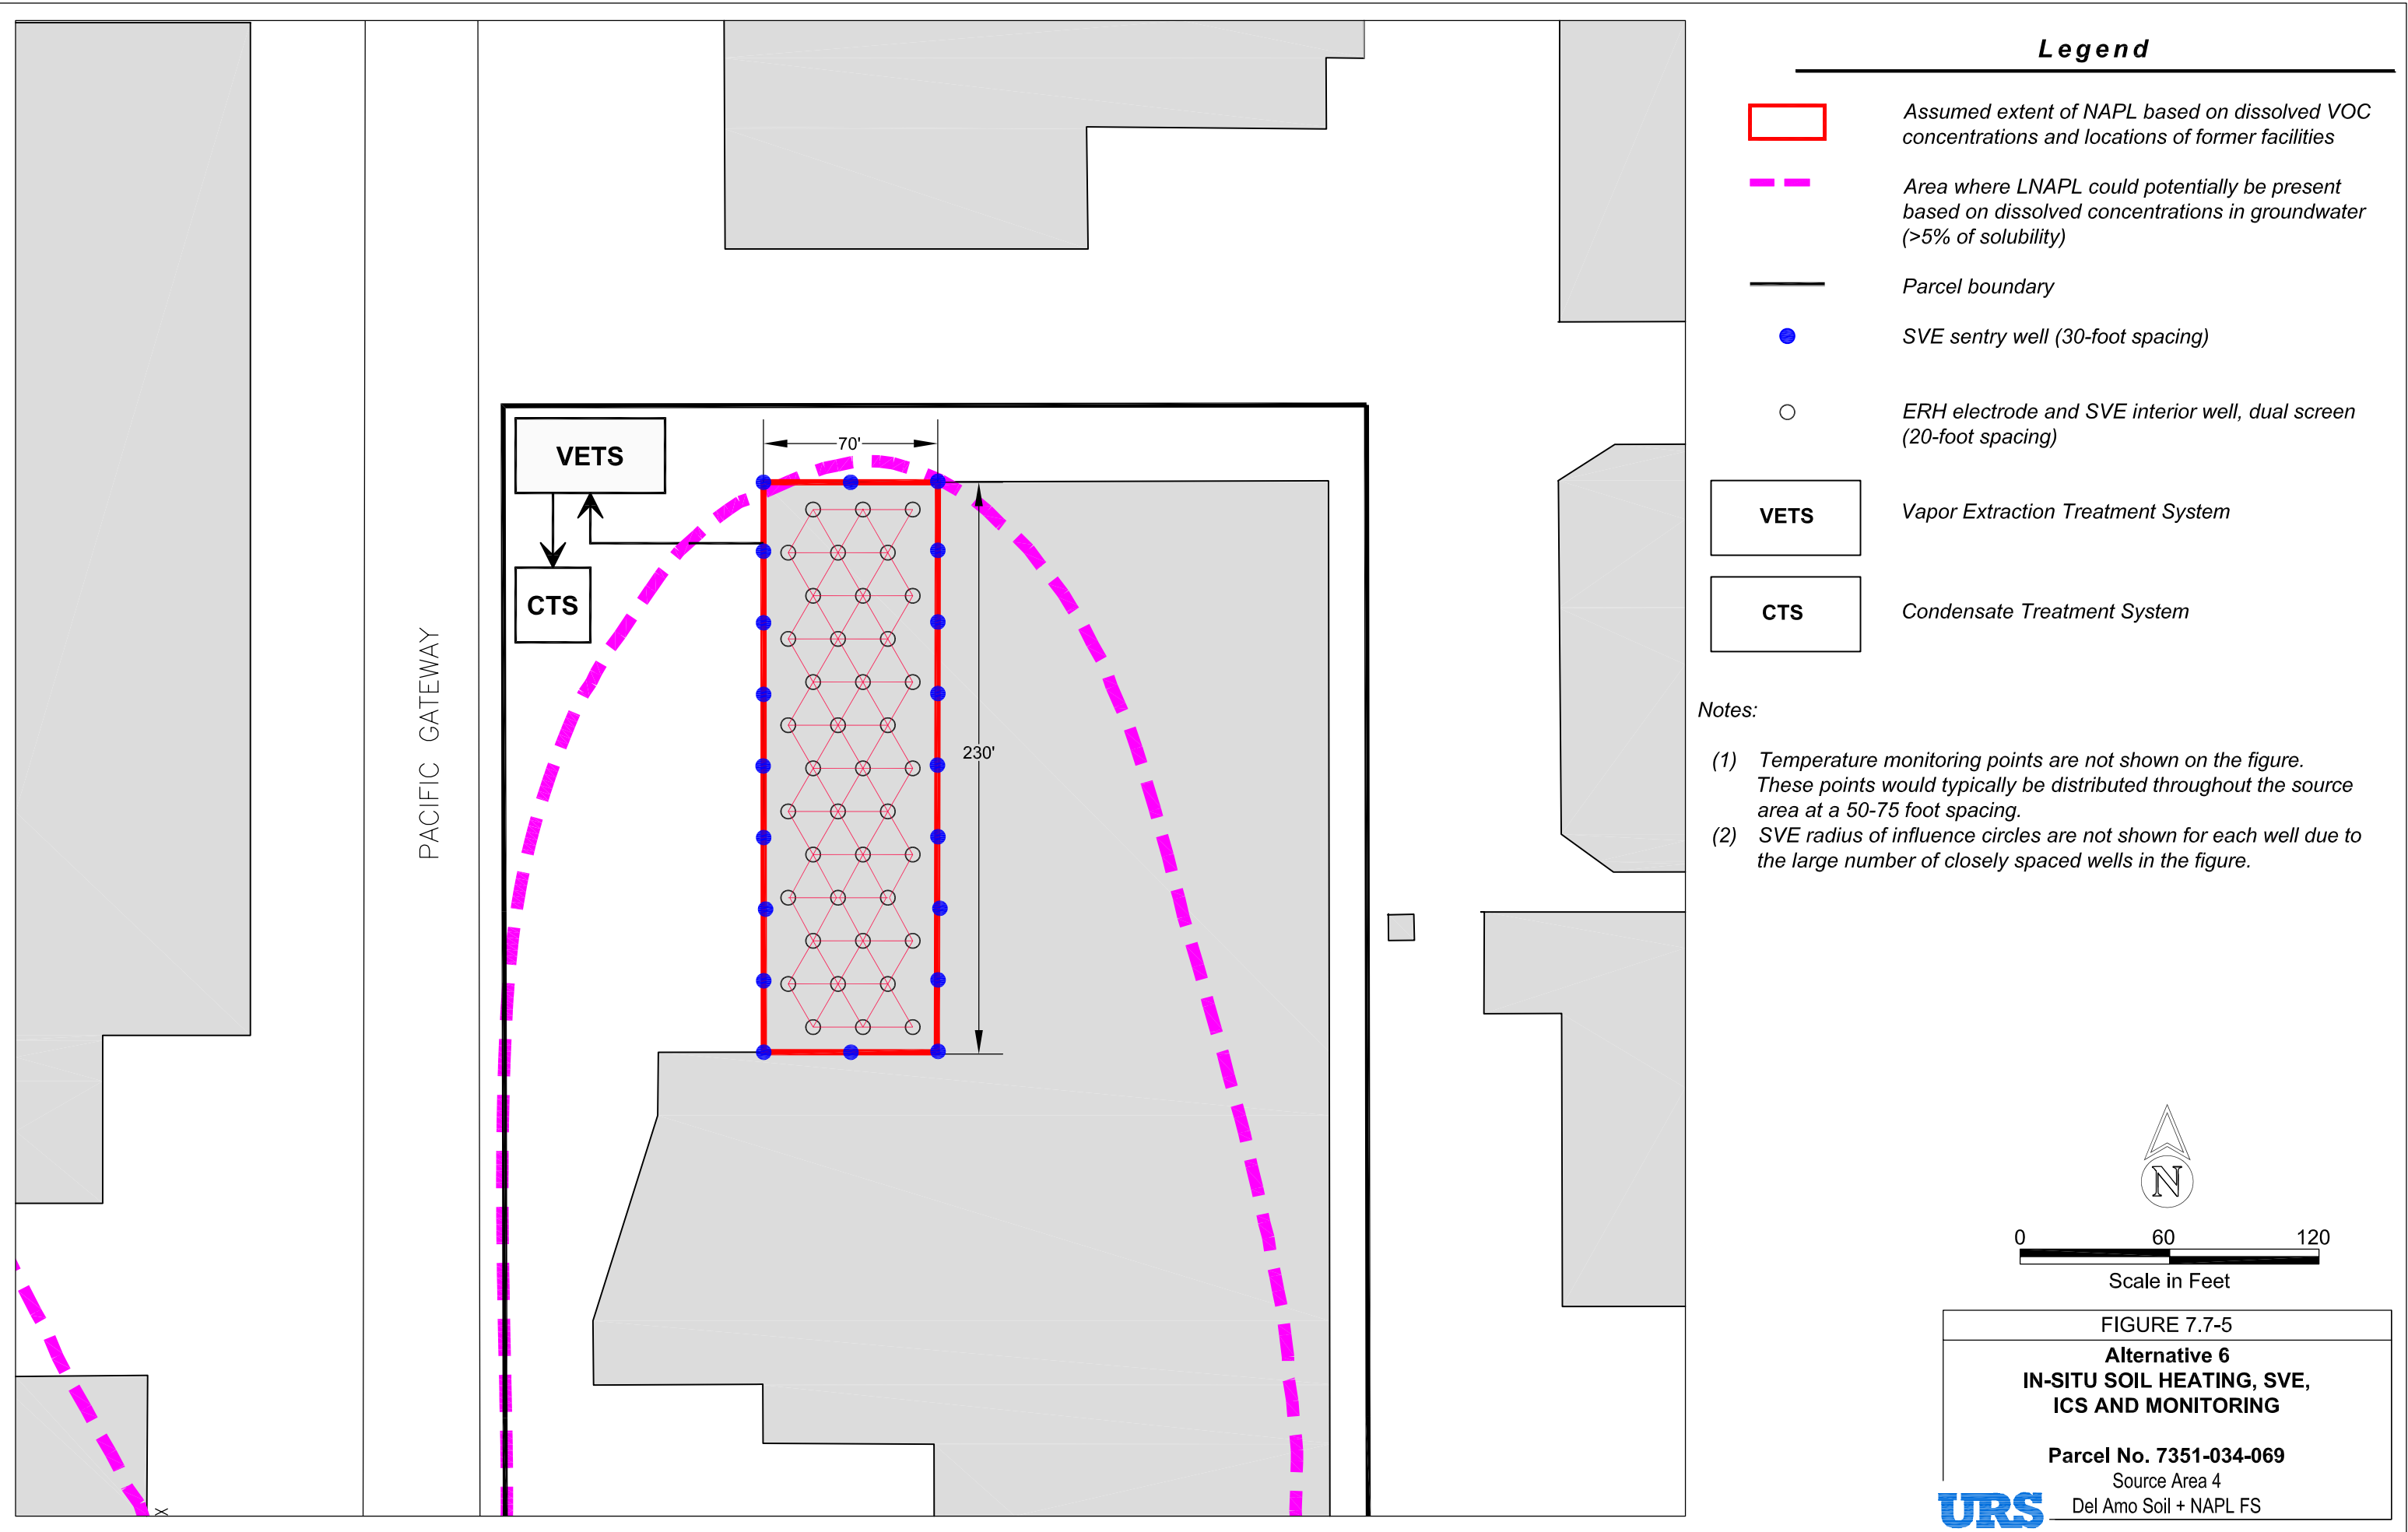 VETS
CTS
70'
230'
PACIFIC GATEWAY
X
Legend
Assumed extent of NAPL based on dissolved VOC
concentrations and locations of former facilities
Area where LNAPL could potentially be present
based on dissolved concentrations in groundwater
(>5% of solubility)
Parcel boundary
SVE sentry well (30-foot spacing)
ERH electrode and SVE interior well, dual screen
(20-foot spacing)
VETS
Vapor Extraction Treatment System
CTS
Condensate Treatment System
Notes:
(1) Temperature monitoring points are not shown on the figure.
These points would typically be distributed throughout the source
area at a 50-75 foot spacing.
(2) SVE radius of influence circles are not shown for each well due to
the large number of closely spaced wells in the figure.
N
0 60 120
Scale in Feet
FIGURE 7.7-5
Alternative 6
IN-SITU SOIL HEATING, SVE,
ICS AND MONITORING
Parcel No. 7351-034-069
Source Area 4
Del Amo Soil + NAPL FS
URS